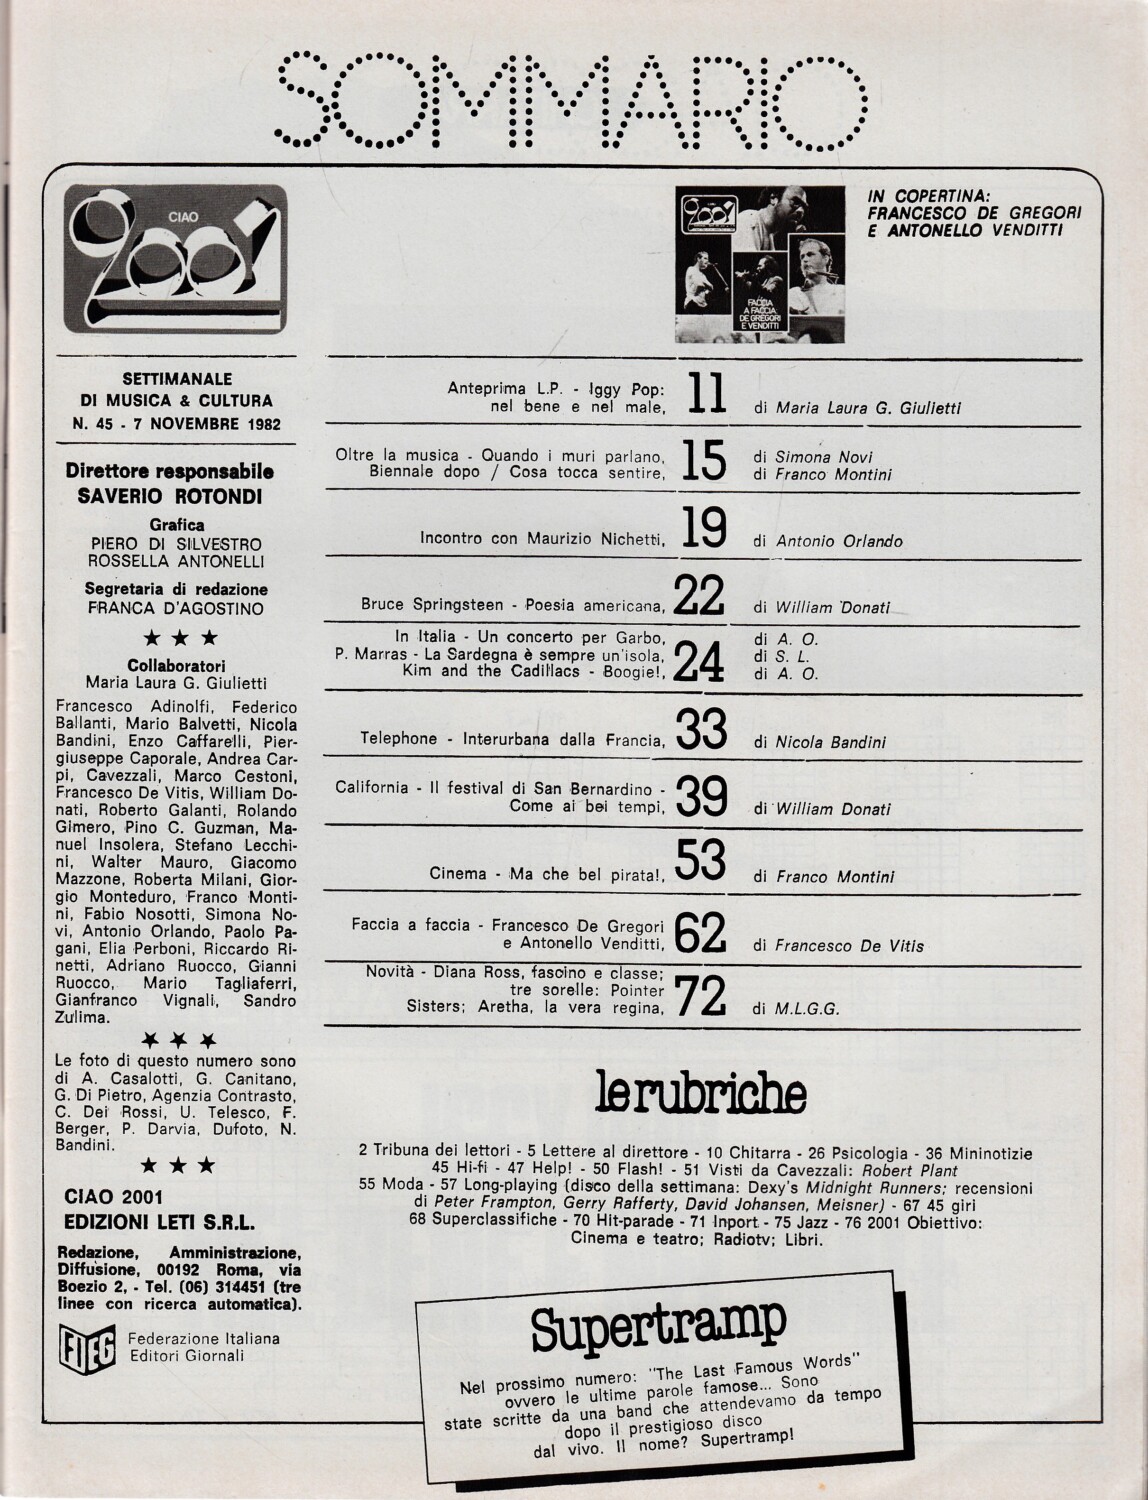 SOMMARIO
CIAO
2001
FACCIA
A FACCIA:
DE GREGORI
E VENDITTI
IN COPERTINA:
FRANCESCO DE GREGORI
E ANTONELLO VENDITTI
SETTIMANALE
DI MUSICA & CULTURA
N. 45 - 7 NOVEMBRE 1982
Direttore responsabile
SAVERIO ROTONDI
Grafica
PIERO DI SILVESTRO
ROSSELLA ANTONELLI
Segretaria di redazione
FRANCA D'AGOSTINO
★ ★ ★
Collaboratori
Maria Laura G. Giulietti
Francesco Adinolfi, Federico
Ballanti, Mario Balvetti, Nicola
Bandini, Enzo Caffarelli, Pier-
giuseppe Caporale, Andrea Car-
pi, Cavezzali, Marco Cestoni,
Francesco De Vitis, William Do-
nati, Roberto Galanti, Rolando
Gimero, Pino C. Guzman, Ma-
nuel Insolera, Stefano Lecchi-
ni, Walter Mauro, Giacomo
Mazzone, Roberta Milani, Gior-
gio Monteduro, Franco Monti-
ni, Fabio Nosotti, Simona No-
vi, Antonio Orlando, Paolo Pa-
gani, Elia Perboni, Riccardo Ri-
netti, Adriano Ruocco, Gianni
Ruocco, Mario Tagliaferri,
Gianfranco Vignali, Sandro
Zulima.
★ ★ ★
Le foto di questo numero sono
di A. Casalotti, G. Canitano,
G. Di Pietro, Agenzia Contrasto,
C. Dei Rossi, U. Telesco, F.
Berger, P. Darvia, Dufoto, N.
Bandini.
★ ★ ★
CIAO 2001
EDIZIONI LETI S.R.L.
Redazione, Amministrazione,
Diffusione, 00192 Roma, via
Boezio 2, - Tel. (06) 314451 (tre
linee con ricerca automatica).
FIEG
Federazione Italiana
Editori Giornali
Anteprima L.P. - Iggy Pop:
nel bene e nel male, 11 di Maria Laura G. Giulietti
Oltre la musica - Quando i muri parlano, di Simona Novi
Biennale dopo / Cosa tocca sentire, 15 di Franco Montini
Incontro con Maurizio Nichetti, 19 di Antonio Orlando
Bruce Springsteen - Poesia americana, 22 di William Donati
In Italia - Un concerto per Garbo, di A. O.
P. Marras - La Sardegna è sempre un'isola, 24 di S. L.
Kim and the Cadillacs - Boogie!, di A. O.
Telephone - Interurbana dalla Francia, 33 di Nicola Bandini
California - Il festival di San Bernardino -
Come ai bei tempi, 39 di William Donati
Cinema - Ma che bel pirata!, 53 di Franco Montini
Faccia a faccia - Francesco De Gregori
e Antonello Venditti, 62 di Francesco De Vitis
Novità - Diana Ross, fascino e classe;
tre sorelle: Pointer
Sisters; Aretha, la vera regina, 72 di M.L.G.G.
le rubriche
2 Tribuna dei lettori - 5 Lettere al direttore - 10 Chitarra - 26 Psicologia - 36 Mininotizie
45 Hi-fi - 47 Help! - 50 Flash! - 51 Visti da Cavezzali: Robert Plant
55 Moda - 57 Long-playing (disco della settimana: Dexy's Midnight Runners; recensioni
di Peter Frampton, Gerry Rafferty, David Johansen, Meisner) - 67 45 giri
68 Superclassifiche - 70 Hit-parade - 71 Inport - 75 Jazz - 76 2001 Obiettivo:
Cinema e teatro; Radiotv; Libri.
Supertramp
Nel prossimo numero: "The Last Famous Words"
ovvero le ultime parole famose... Sono
state scritte da una band che attendevamo da tempo
dopo il prestigioso disco
dal vivo. Il nome? Supertramp!